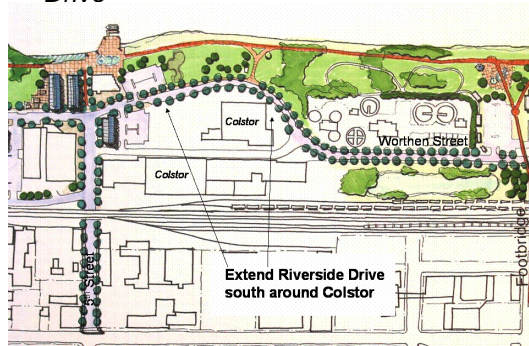 Drive
Colstor
Worthen Street
Colstor
Extend Riverside Drive
south around Colstor
5th Street
Footbridge